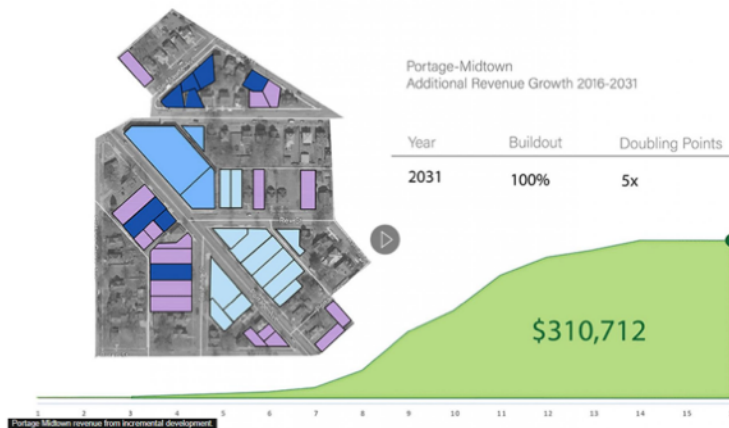 Portage-Midtown
Additional Revenue Growth 2016-2031
Year Buildout Doubling Points
2031 100% 5x
$310,712
1 2 3 4 5 6 7 8 9 10 11 12 13 14 15
Portage Midtown revenue from incremental development.